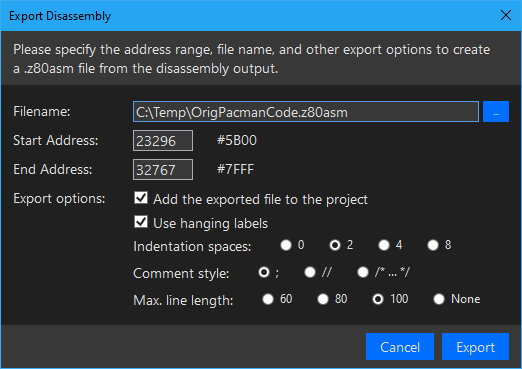 Export Disassembly
Please specify the address range, file name, and other export options to create
a .z80asm file from the disassembly output.
Filename: C:\Temp\OrigPacmanCode.z80asm ...
Start Address: 23296 #5B00
End Address: 32767 #7FFF
Export options: Add the exported file to the project
Use hanging labels
Indentation spaces: 0 2 4 8
Comment style: ; // /* ... */
Max. line length: 60 80 100 None
Cancel Export